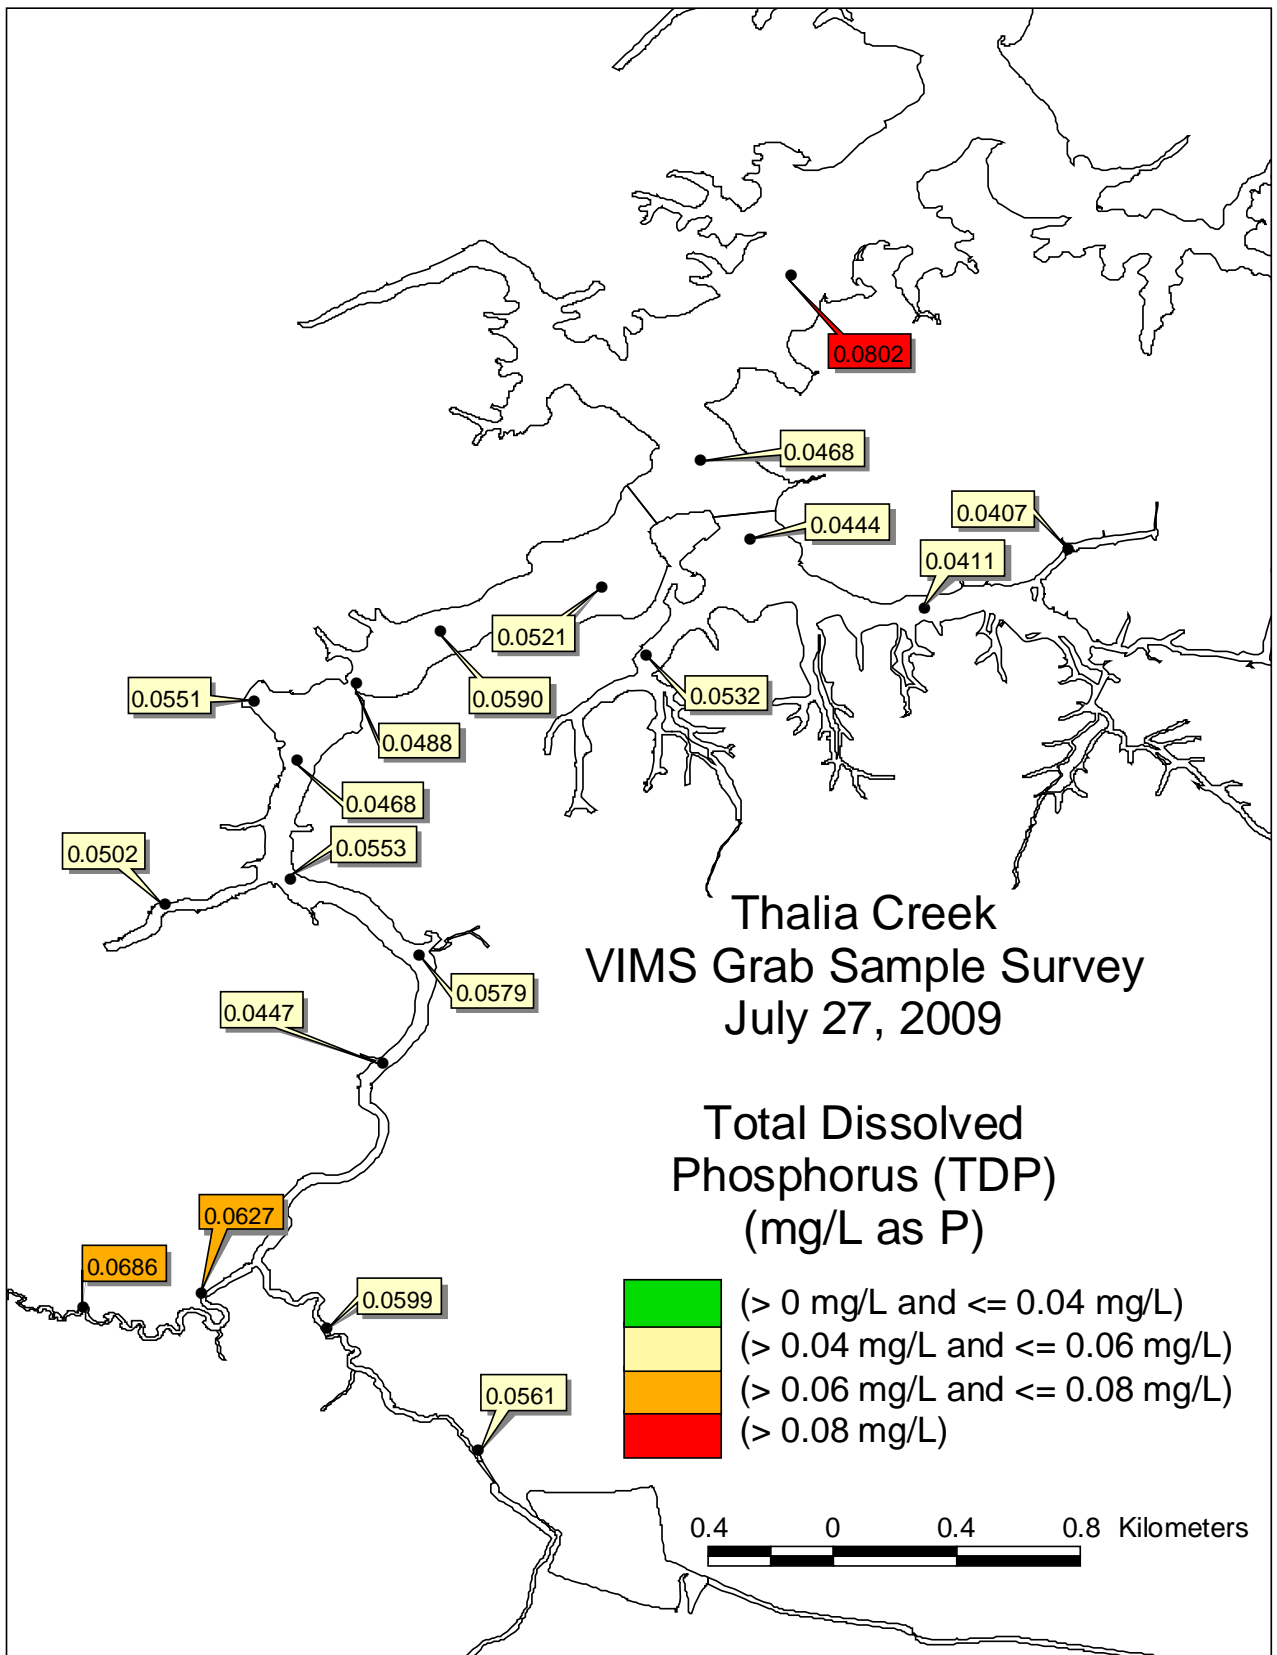 0.0802
0.0468
0.0444
0.0407
0.0411
0.0521
0.0590
0.0532
0.0551
0.0488
0.0468
0.0553
0.0502
0.0579
0.0447
0.0627
0.0686
0.0599
0.0561
Thalia Creek
VIMS Grab Sample Survey
July 27, 2009
Total Dissolved
Phosphorus (TDP)
(mg/L as P)
(> 0 mg/L and <= 0.04 mg/L)
(> 0.04 mg/L and <= 0.06 mg/L)
(> 0.06 mg/L and <= 0.08 mg/L)
(> 0.08 mg/L)
0.4 0 0.4 0.8 Kilometers